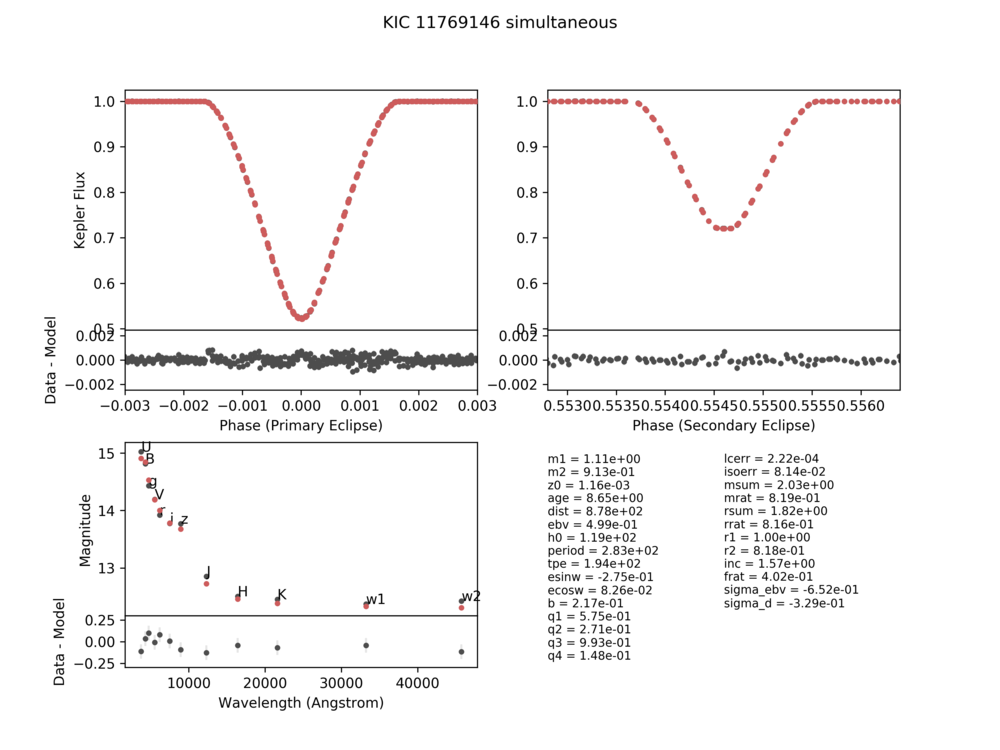 KIC 11769146 simultaneous
1.0
0.9
0.8
0.7
0.6
0.5
Kepler Flux
0.002
0.000
−0.002
Data - Model
−0.003 −0.002 −0.001 0.000 0.001 0.002 0.003
Phase (Primary Eclipse)
1.0
0.9
0.8
0.7
0.6
0.5
0.002
0.000
−0.002
0.5530 0.5535 0.5540 0.5545 0.5550 0.5555 0.5560
Phase (Secondary Eclipse)
15
14
13
Magnitude
U
B
g
V
r
i z
J
H
K
w1
w2
0.25
0.00
−0.25
Data - Model
10000 20000 30000 40000
Wavelength (Angstrom)
m1 = 1.11e+00
m2 = 9.13e-01
z0 = 1.16e-03
age = 8.65e+00
dist = 8.78e+02
ebv = 4.99e-01
h0 = 1.19e+02
period = 2.83e+02
tpe = 1.94e+02
esinw = -2.75e-01
ecosw = 8.26e-02
b = 2.17e-01
q1 = 5.75e-01
q2 = 2.71e-01
q3 = 9.93e-01
q4 = 1.48e-01
lcerr = 2.22e-04
isoerr = 8.14e-02
msum = 2.03e+00
mrat = 8.19e-01
rsum = 1.82e+00
rrat = 8.16e-01
r1 = 1.00e+00
r2 = 8.18e-01
inc = 1.57e+00
frat = 4.02e-01
sigma_ebv = -6.52e-01
sigma_d = -3.29e-01